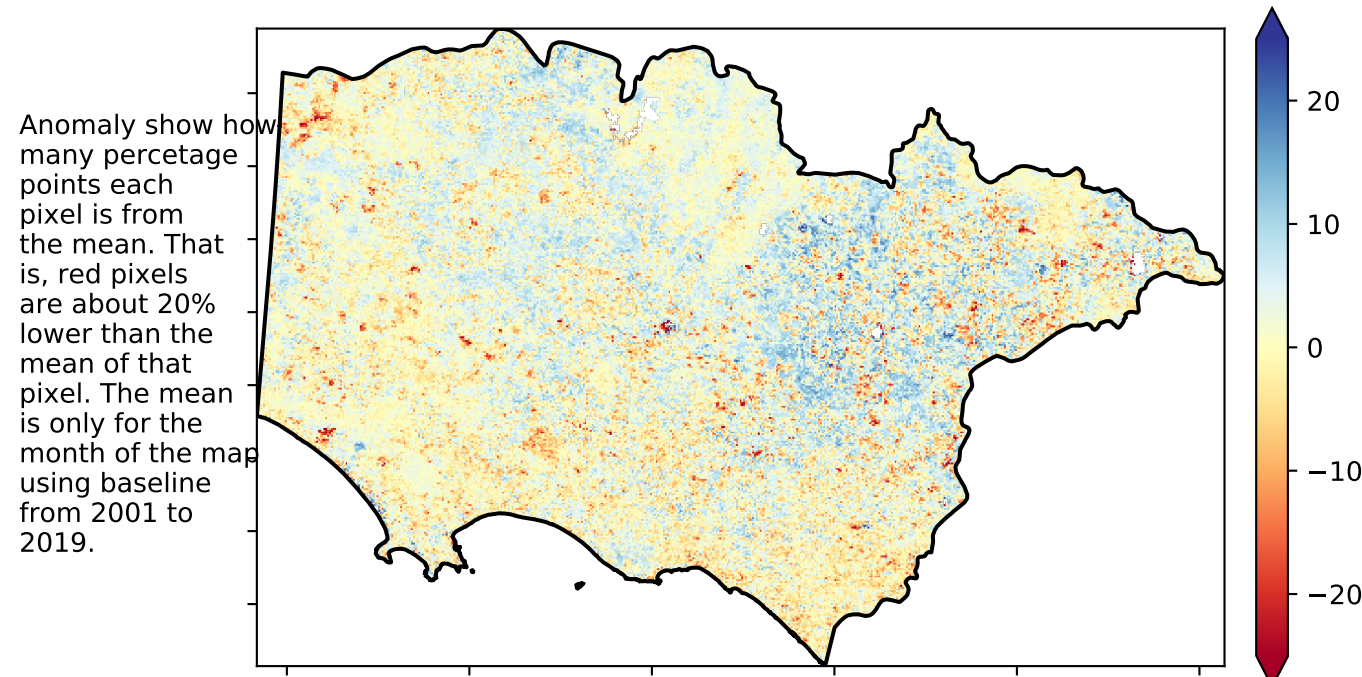 Anomaly show how
many percetage
points each
pixel is from
the mean. That
is, red pixels
are about 20%
lower than the
mean of that
pixel. The mean
is only for the
month of the map
using baseline
from 2001 to
2019.
20
10
0
−10
−20